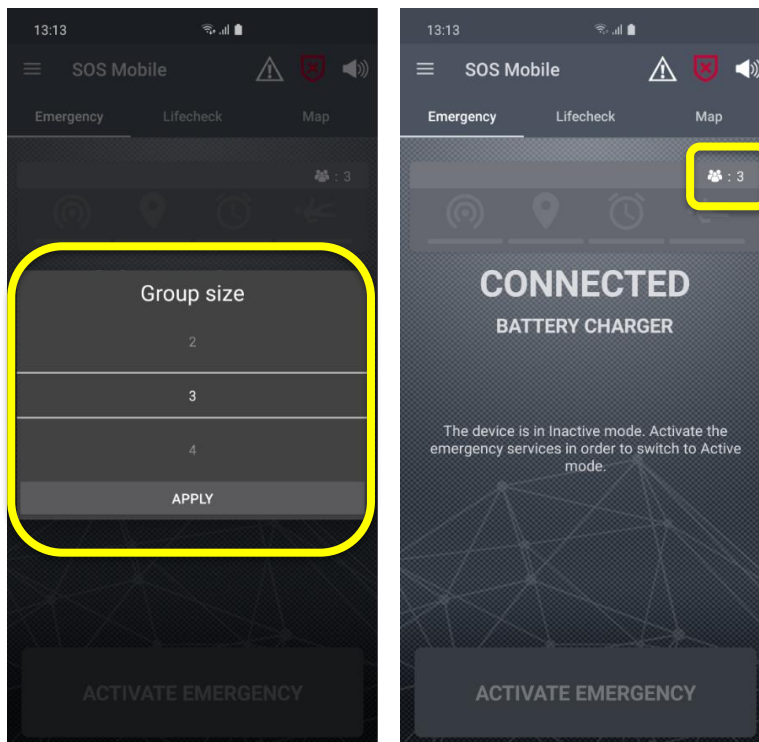 13:13
SOS Mobile
Emergency Lifecheck Map
: 3
Group size
2
3
4
APPLY
ACTIVATE EMERGENCY
13:13
SOS Mobile
Emergency Lifecheck Map
: 3
CONNECTED
BATTERY CHARGER
The device is in Inactive mode. Activate the
emergency services in order to switch to Active
mode.
ACTIVATE EMERGENCY